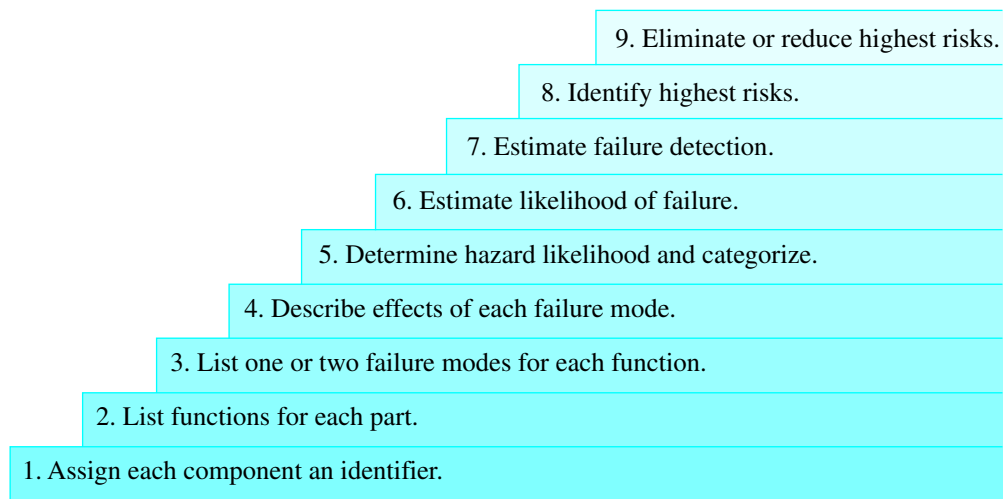 9. Eliminate or reduce highest risks.
8. Identify highest risks.
7. Estimate failure detection.
6. Estimate likelihood of failure.
5. Determine hazard likelihood and categorize.
4. Describe effects of each failure mode.
3. List one or two failure modes for each function.
2. List functions for each part.
1. Assign each component an identifier.